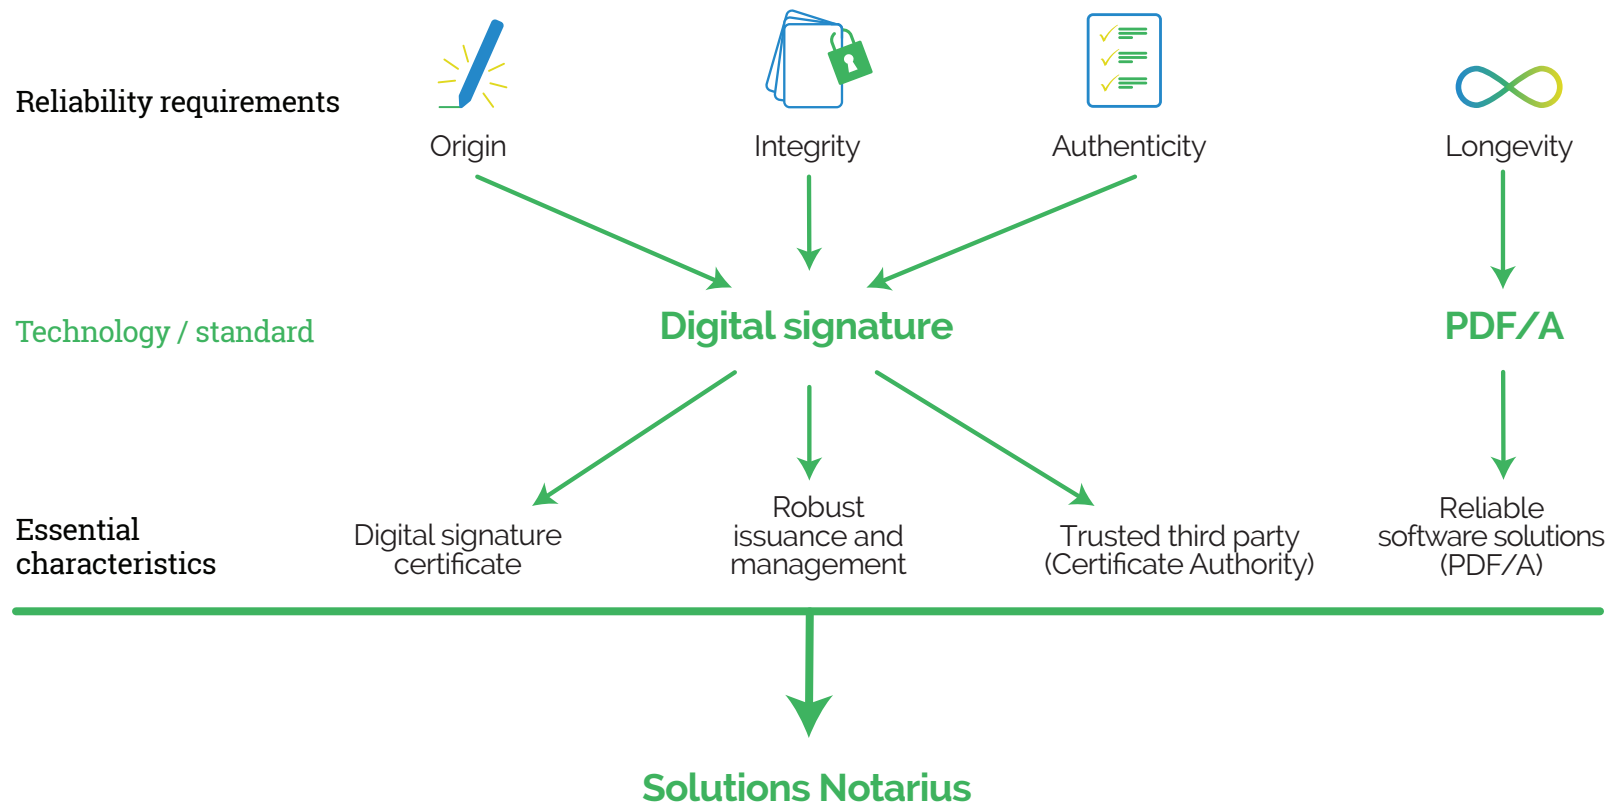 Reliability requirements
Origin
Integrity
Authenticity
Longevity
Technology / standard
Digital signature
PDF/A
Essential
characteristics
Digital signature
certificate
Robust
issuance and
management
Trusted third party
(Certificate Authority)
Reliable
software solutions
(PDF/A)
Solutions Notarius